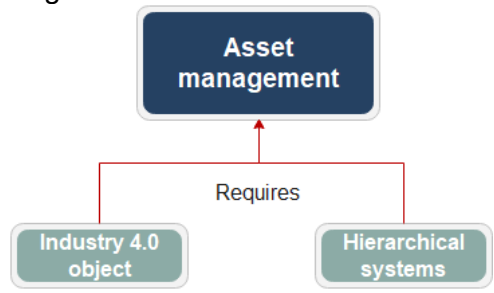 Asset
management
Requires
Industry 4.0
object
Hierarchical
systems